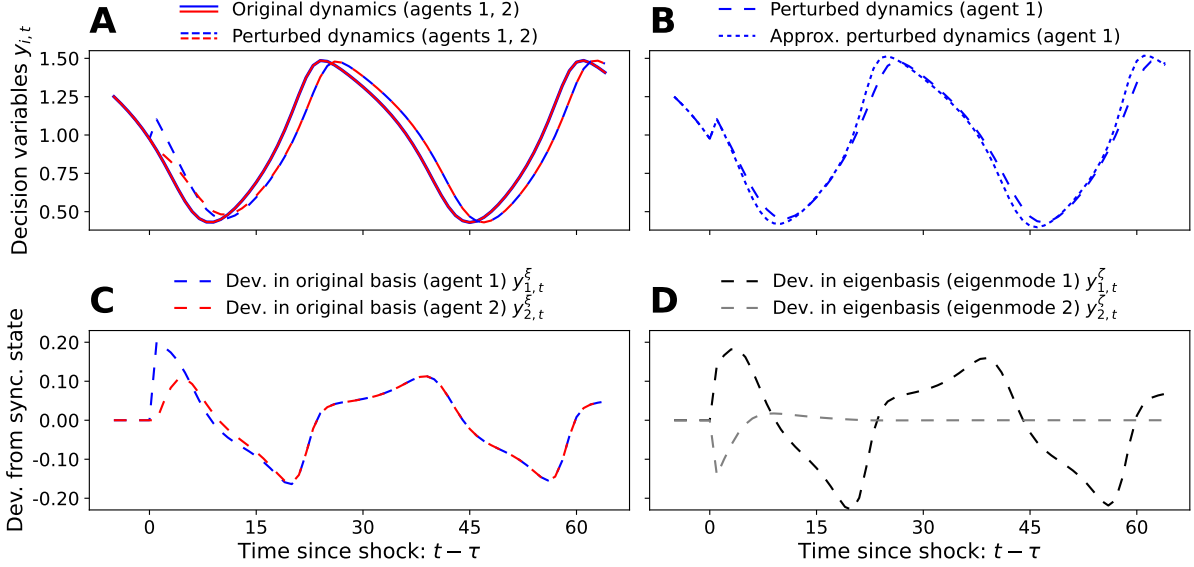 A
Original dynamics (agents 1, 2)
Perturbed dynamics (agents 1, 2)
B
Perturbed dynamics (agent 1)
Approx. perturbed dynamics (agent 1)
Decision variables y_{i,t}
1.50
1.25
1.00
0.75
0.50
C
Dev. in original basis (agent 1) y^ξ_{1,t}
Dev. in original basis (agent 2) y^ξ_{2,t}
D
Dev. in eigenbasis (eigenmode 1) y^ζ_{1,t}
Dev. in eigenbasis (eigenmode 2) y^ζ_{2,t}
Dev. from sync. state
0.20
0.10
0.00
-0.10
-0.20
0 15 30 45 60
0 15 30 45 60
Time since shock: t − τ
Time since shock: t − τ